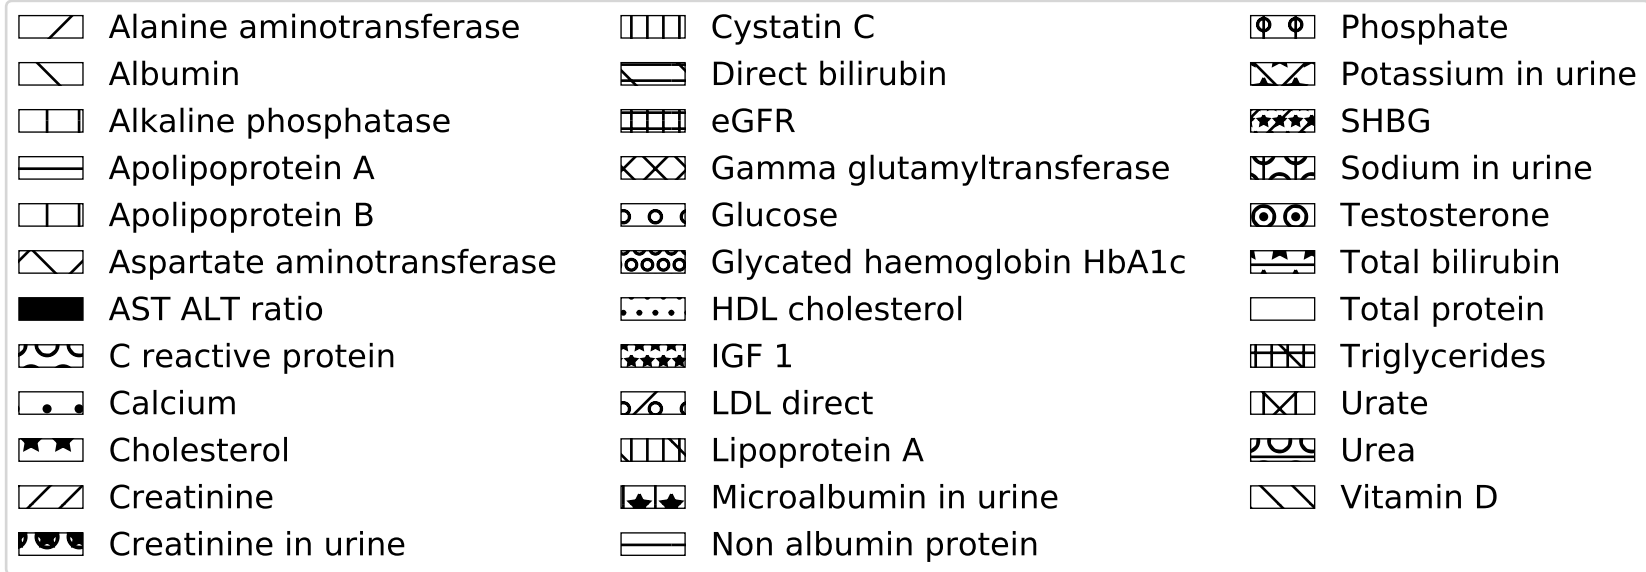 Alanine aminotransferase
Albumin
Alkaline phosphatase
Apolipoprotein A
Apolipoprotein B
Aspartate aminotransferase
AST ALT ratio
C reactive protein
Calcium
Cholesterol
Creatinine
Creatinine in urine
Cystatin C
Direct bilirubin
eGFR
Gamma glutamyltransferase
Glucose
Glycated haemoglobin HbA1c
HDL cholesterol
IGF 1
LDL direct
Lipoprotein A
Microalbumin in urine
Non albumin protein
Phosphate
Potassium in urine
SHBG
Sodium in urine
Testosterone
Total bilirubin
Total protein
Triglycerides
Urate
Urea
Vitamin D